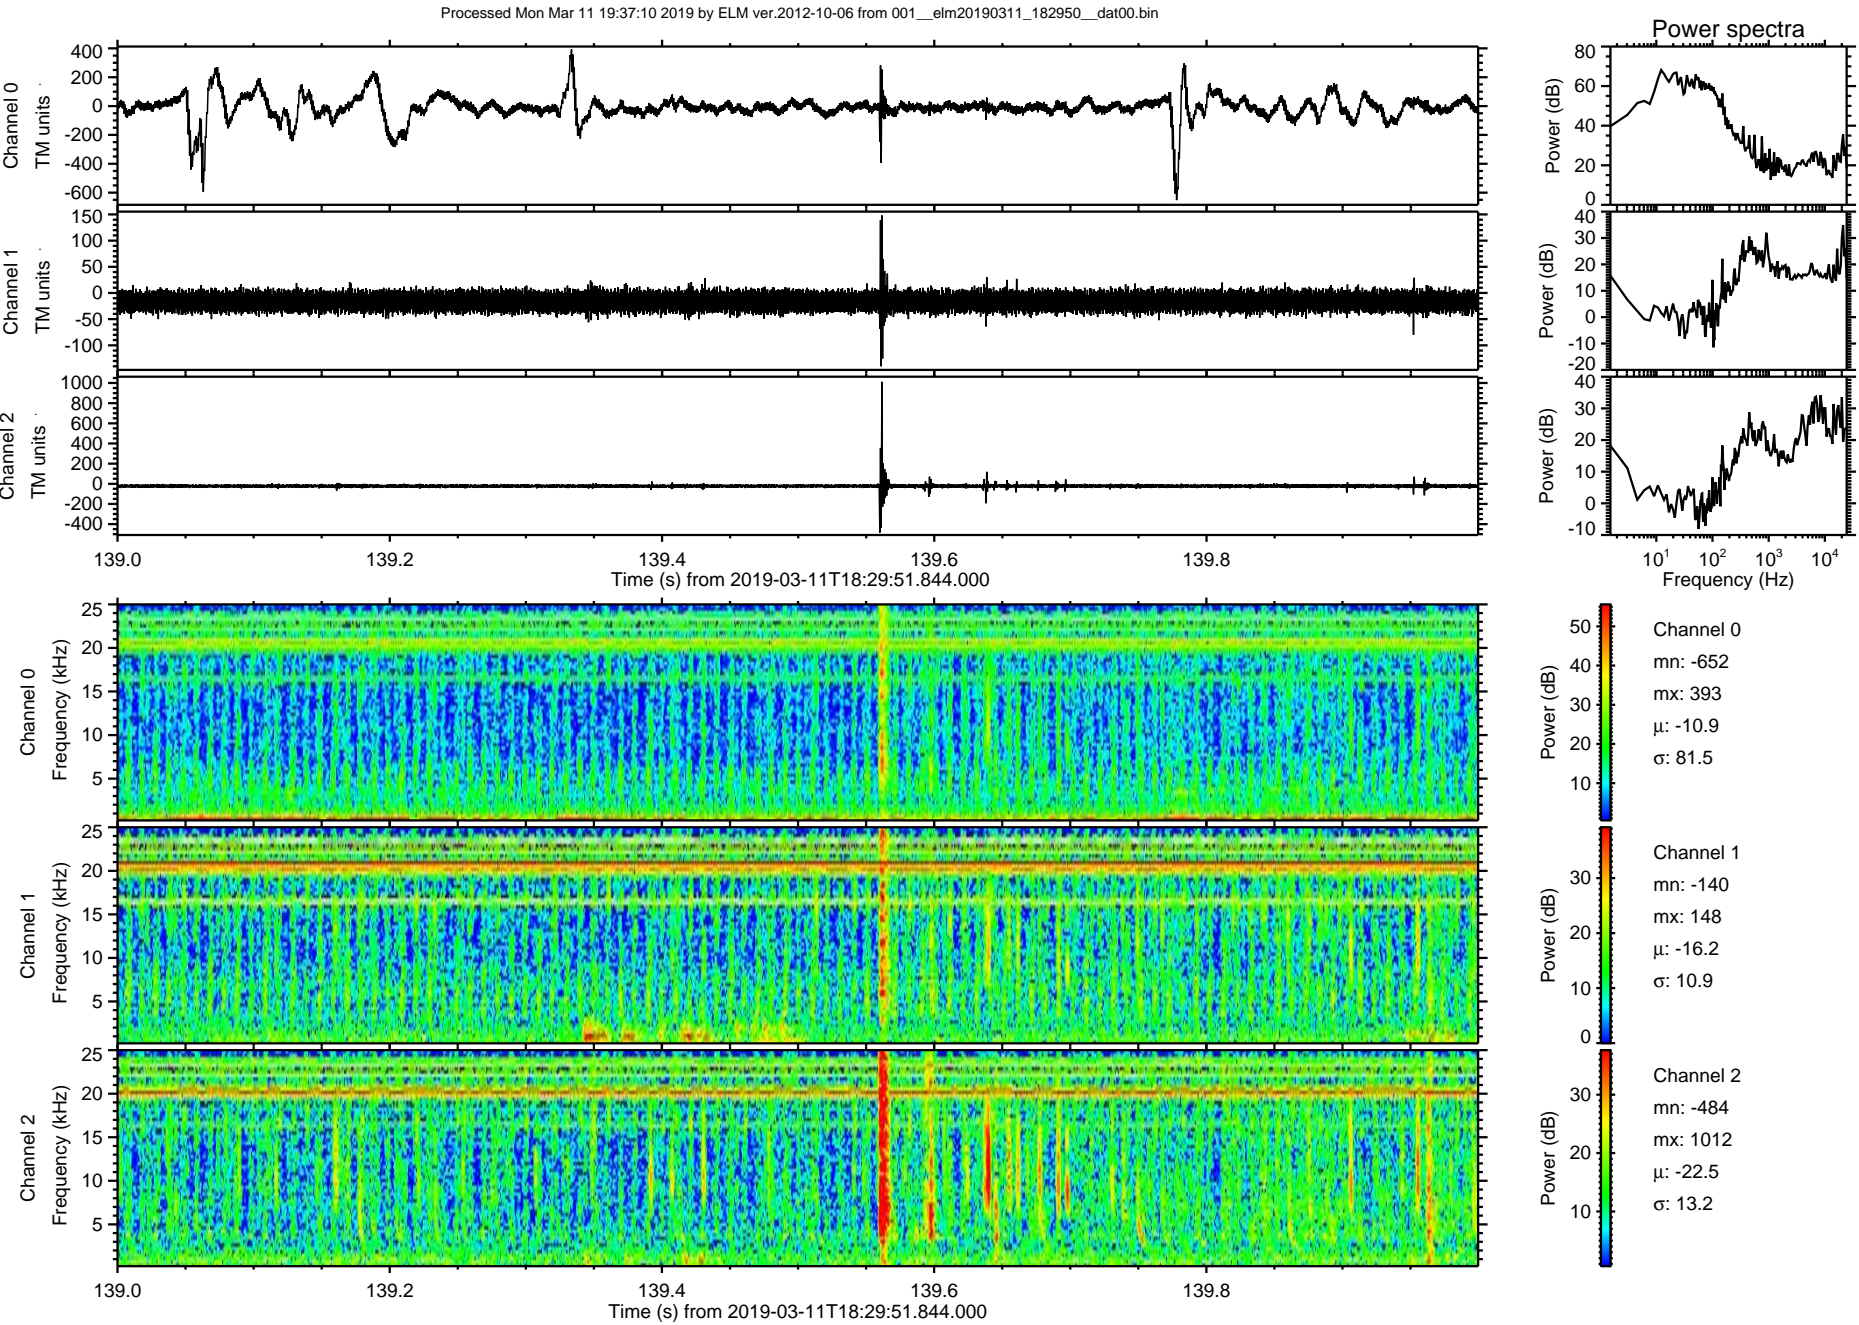 Processed Mon Mar 11 19:37:10 2019 by ELM ver.2012-10-06 from 001__elm20190311_182950__dat00.bin
Power spectra
Channel 0
TM units
400
200
0
-200
-400
-600
Power (dB)
80
60
40
20
0
Channel 1
TM units
150
100
50
0
-50
-100
Power (dB)
40
30
20
10
0
-10
-20
Channel 2
TM units
1000
800
600
400
200
0
-200
-400
Power (dB)
40
30
20
10
0
-10
139.0 139.2 139.4 139.6 139.8
Time (s) from 2019-03-11T18:29:51.844.000
10¹ 10² 10³ 10⁴
Frequency (Hz)
Channel 0
Frequency (kHz)
25
20
15
10
5
Power (dB)
50
40
30
20
10
Channel 0
mn: -652
mx: 393
μ: -10.9
σ: 81.5
Channel 1
Frequency (kHz)
25
20
15
10
5
Power (dB)
30
20
10
0
Channel 1
mn: -140
mx: 148
μ: -16.2
σ: 10.9
Channel 2
Frequency (kHz)
25
20
15
10
5
Power (dB)
30
20
10
Channel 2
mn: -484
mx: 1012
μ: -22.5
σ: 13.2
139.0 139.2 139.4 139.6 139.8
Time (s) from 2019-03-11T18:29:51.844.000